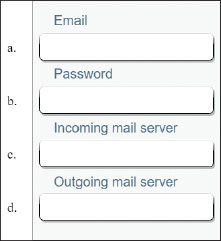 Email
a.
Password
b.
Incoming mail server
c.
Outgoing mail server
d.